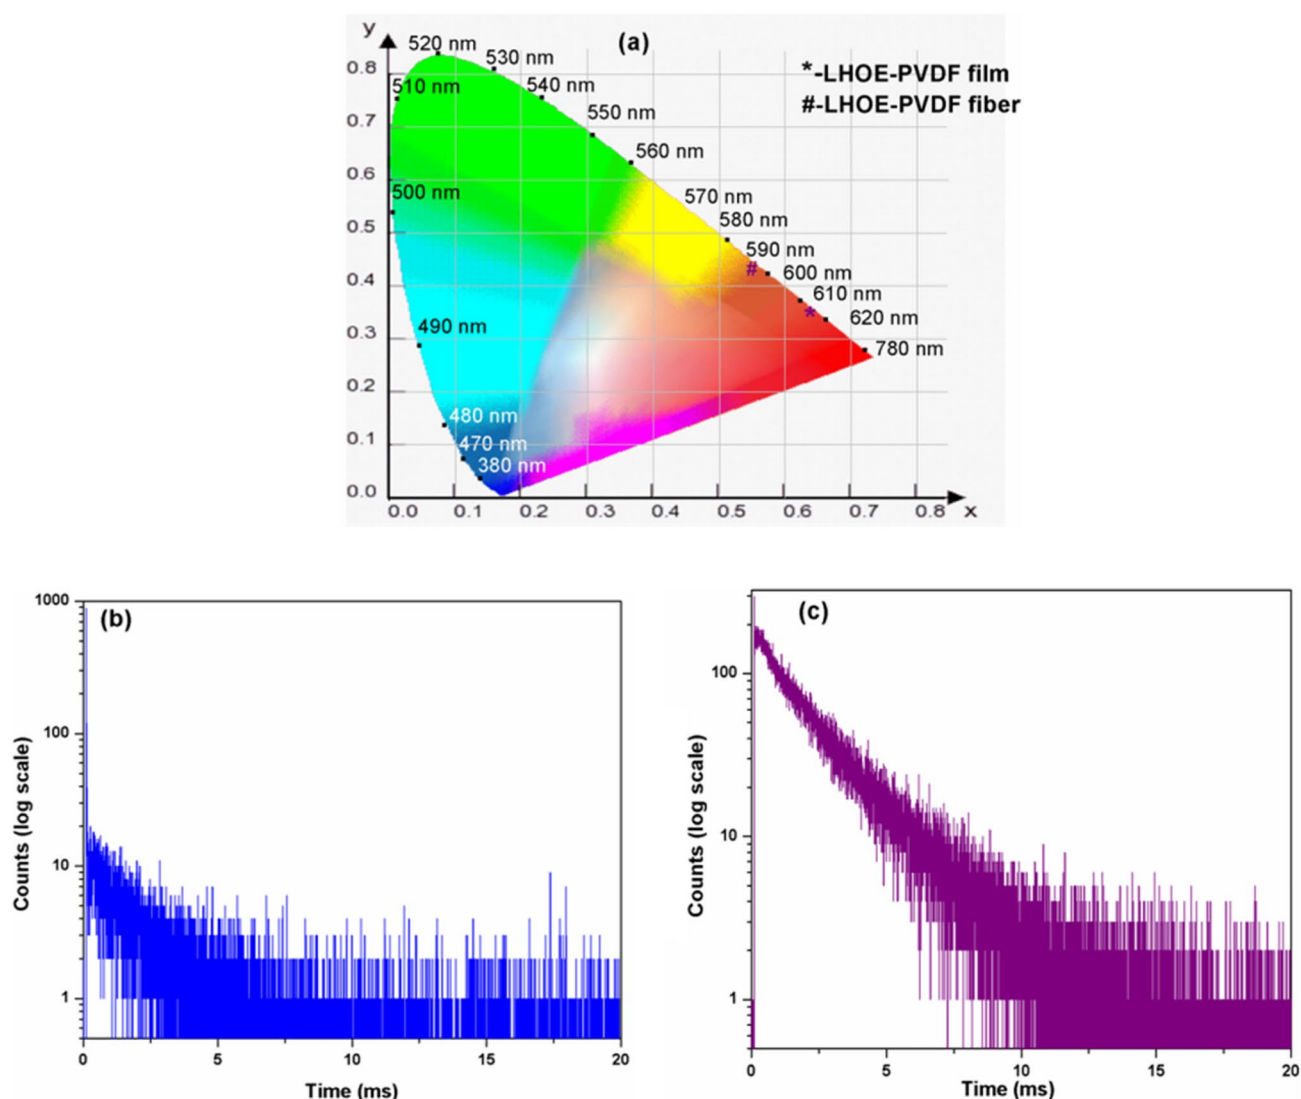 y
(a)
520 nm
530 nm
540 nm
510 nm
550 nm
560 nm
500 nm
570 nm
580 nm
590 nm
#
600 nm
610 nm
*
620 nm
490 nm
780 nm
480 nm
470 nm
380 nm
*-LHOE-PVDF film
#-LHOE-PVDF fiber
0.8
0.7
0.6
0.5
0.4
0.3
0.2
0.1
0.0
0.0 0.1 0.2 0.3 0.4 0.5 0.6 0.7 0.8 x
(b)
1000
100
10
1
Counts (log scale)
0 5 10 15 20
Time (ms)
(c)
100
10
1
Counts (log scale)
0 5 10 15 20
Time (ms)